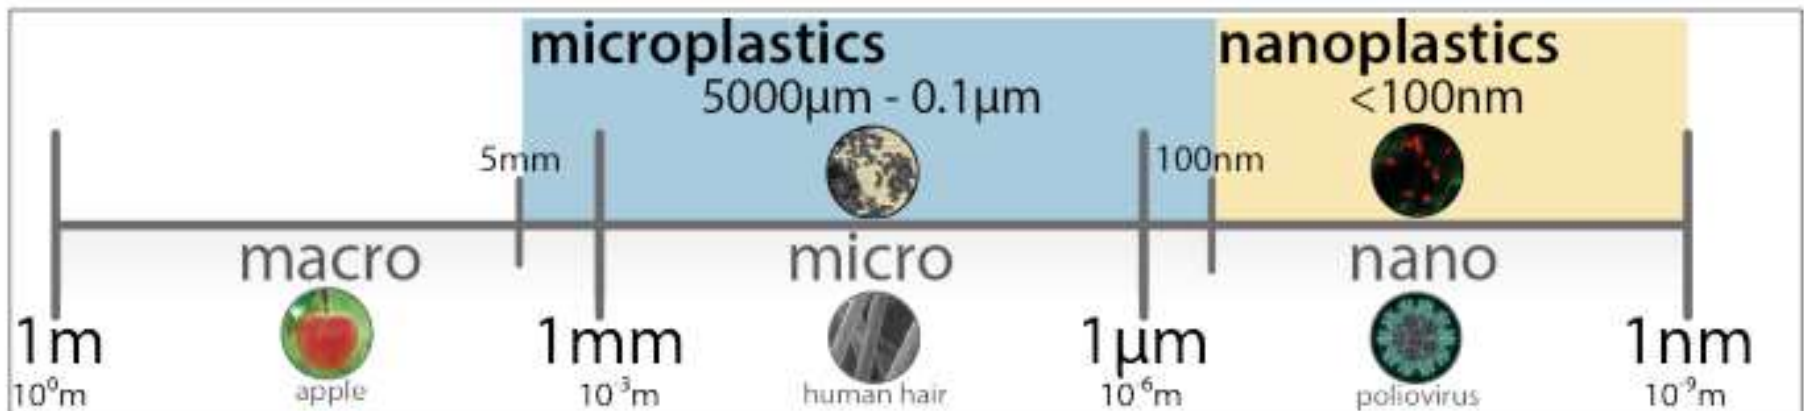 microplastics
5000µm - 0.1µm
nanoplastics
<100nm
5mm
100nm
macro
micro
nano
1m
10⁰m
apple
1mm
10⁻³m
human hair
1µm
10⁻⁶m
poliovirus
1nm
10⁻⁹m